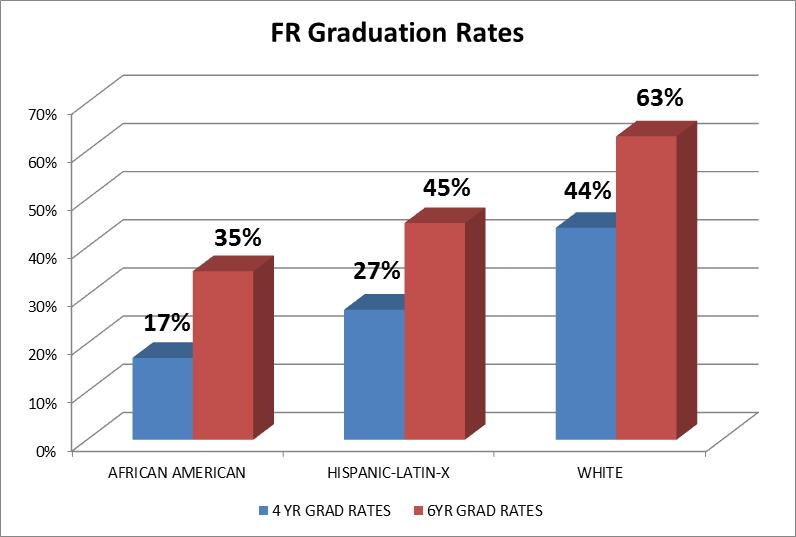 FR Graduation Rates
70%
60%
50%
40%
30%
20%
10%
0%
17%
35%
27%
45%
44%
63%
AFRICAN AMERICAN
HISPANIC-LATIN-X
WHITE
4 YR GRAD RATES
6YR GRAD RATES